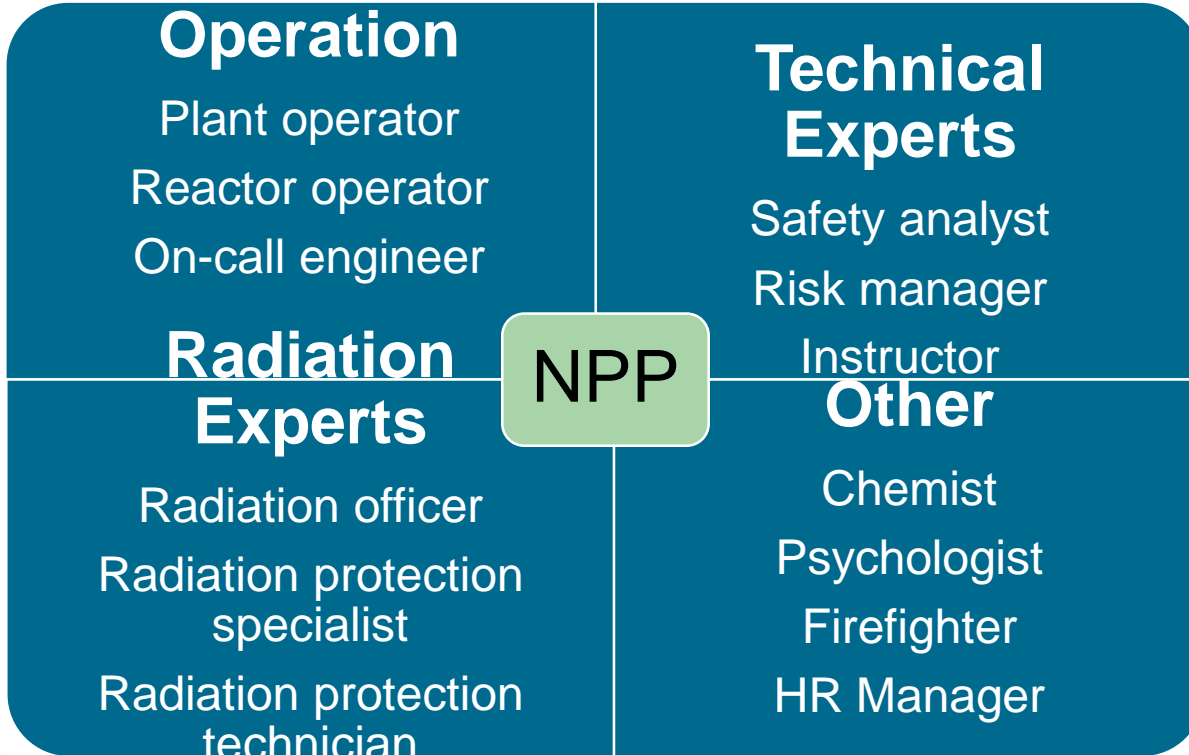 Operation
Plant operator
Reactor operator
On-call engineer
Technical
Experts
Safety analyst
Risk manager
Instructor
NPP
Radiation
Experts
Radiation officer
Radiation protection
specialist
Radiation protection
technician
Other
Chemist
Psychologist
Firefighter
HR Manager